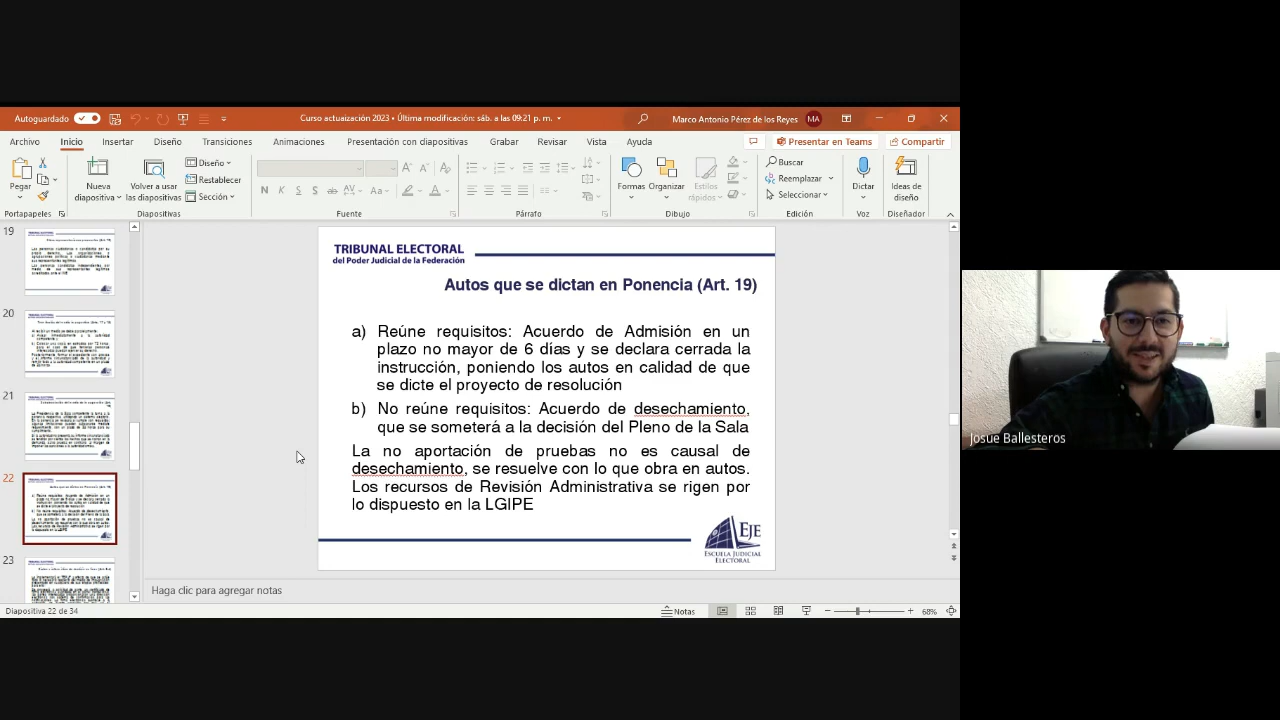 Autoguardado
Curso actuaización 2023 • Última modificación: sáb. a las 09:21 p. m.
Marco Antonio Pérez de los Reyes
MA
Archivo
Inicio
Insertar
Diseño
Transiciones
Animaciones
Presentación con diapositivas
Grabar
Revisar
Vista
Ayuda
Presentar en Teams
Compartir
Pegar
Nueva diapositiva
Volver a usar las diapositivas
Diseño
Restablecer
Sección
N K S S AV Aa A A
Formas
Organizar
Estilos rápidos
Buscar
Reemplazar
Seleccionar
Dictar
Ideas de diseño
Portapapeles
Diapositivas
Fuente
Párrafo
Dibujo
Edición
Voz
Diseñador
19
20
21
22
23
TRIBUNAL ELECTORAL
del Poder Judicial de la Federación
Autos que se dictan en Ponencia (Art. 19)
a) Reúne requisitos: Acuerdo de Admisión en un
plazo no mayor de 6 días y se declara cerrada la
instrucción, poniendo los autos en calidad de que
se dicte el proyecto de resolución
b) No reúne requisitos: Acuerdo de desechamiento,
que se someterá a la decisión del Pleno de la Sala
La no aportación de pruebas no es causal de
desechamiento, se resuelve con lo que obra en autos.
Los recursos de Revisión Administrativa se rigen por
lo dispuesto en la LGIPE
EJE
ESCUELA JUDICIAL
ELECTORAL
Haga clic para agregar notas
Diapositiva 22 de 34
Notas
68%
Josue Ballesteros